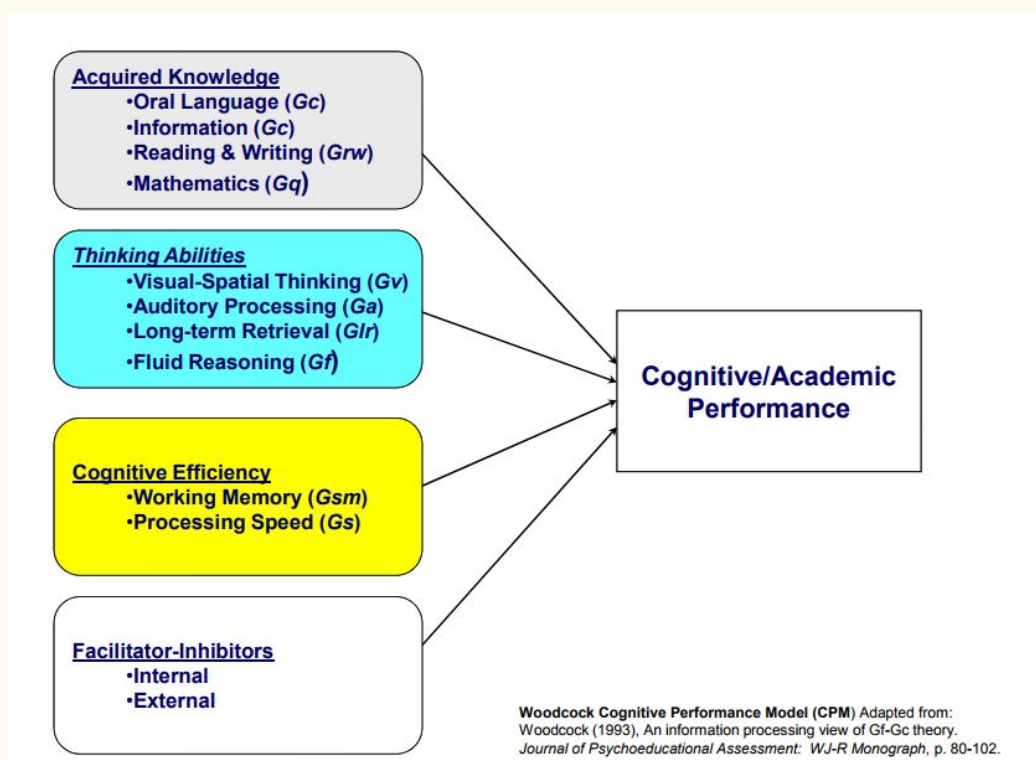 Acquired Knowledge
•Oral Language (Gc)
•Information (Gc)
•Reading & Writing (Grw)
•Mathematics (Gq)
Thinking Abilities
•Visual-Spatial Thinking (Gv)
•Auditory Processing (Ga)
•Long-term Retrieval (Glr)
•Fluid Reasoning (Gf)
Cognitive Efficiency
•Working Memory (Gsm)
•Processing Speed (Gs)
Facilitator-Inhibitors
•Internal
•External
Cognitive/Academic
Performance
Woodcock Cognitive Performance Model (CPM) Adapted from:
Woodcock (1993), An information processing view of Gf-Gc theory.
Journal of Psychoeducational Assessment: WJ-R Monograph, p. 80-102.